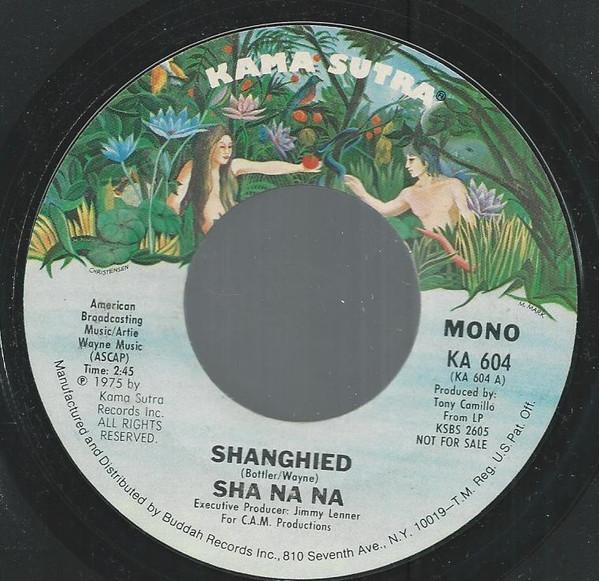 KAMA SUTRA®
CHRISTENSEN
M. MARK
American
Broadcasting
Music/Artie
Wayne Music
(ASCAP)
Time: 2:45
℗ 1975 by
Kama Sutra
Records Inc.
ALL RIGHTS
RESERVED.
MONO
KA 604
(KA 604 A)
Produced by:
Tony Camillo
From LP
KSBS 2605
NOT FOR SALE
SHANGHIED
(Bottler/Wayne)
SHA NA NA
Executive Producer: Jimmy Lenner
For C.A.M. Productions
Manufactured and Distributed by Buddah Records Inc., 810 Seventh Ave., N.Y. 10019–T.M. Reg. U.S. Pat. Off.